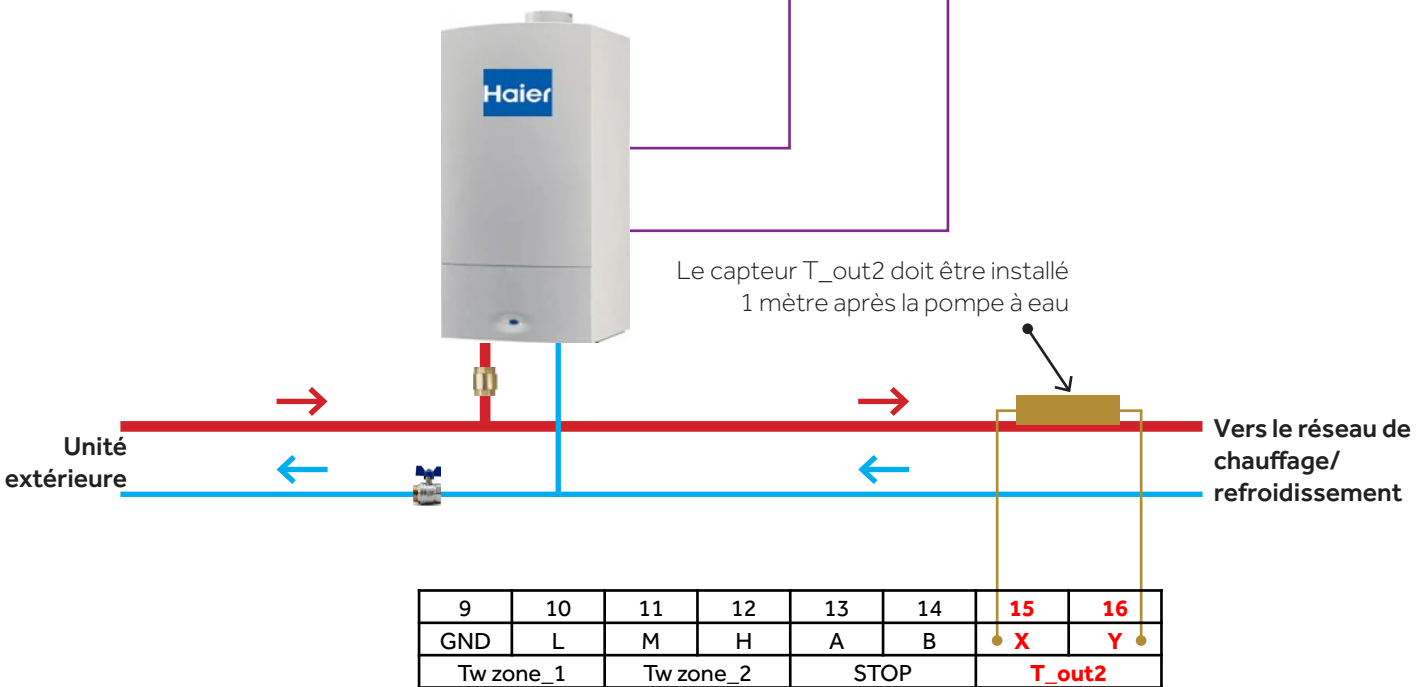 Haier
Le capteur T_out2 doit être installé
1 mètre après la pompe à eau
Unité
extérieure
Vers le réseau de
chauffage/
refroidissement
9 10 11 12 13 14 15 16
GND L M H A B X Y
Tw zone_1 Tw zone_2 STOP T_out2